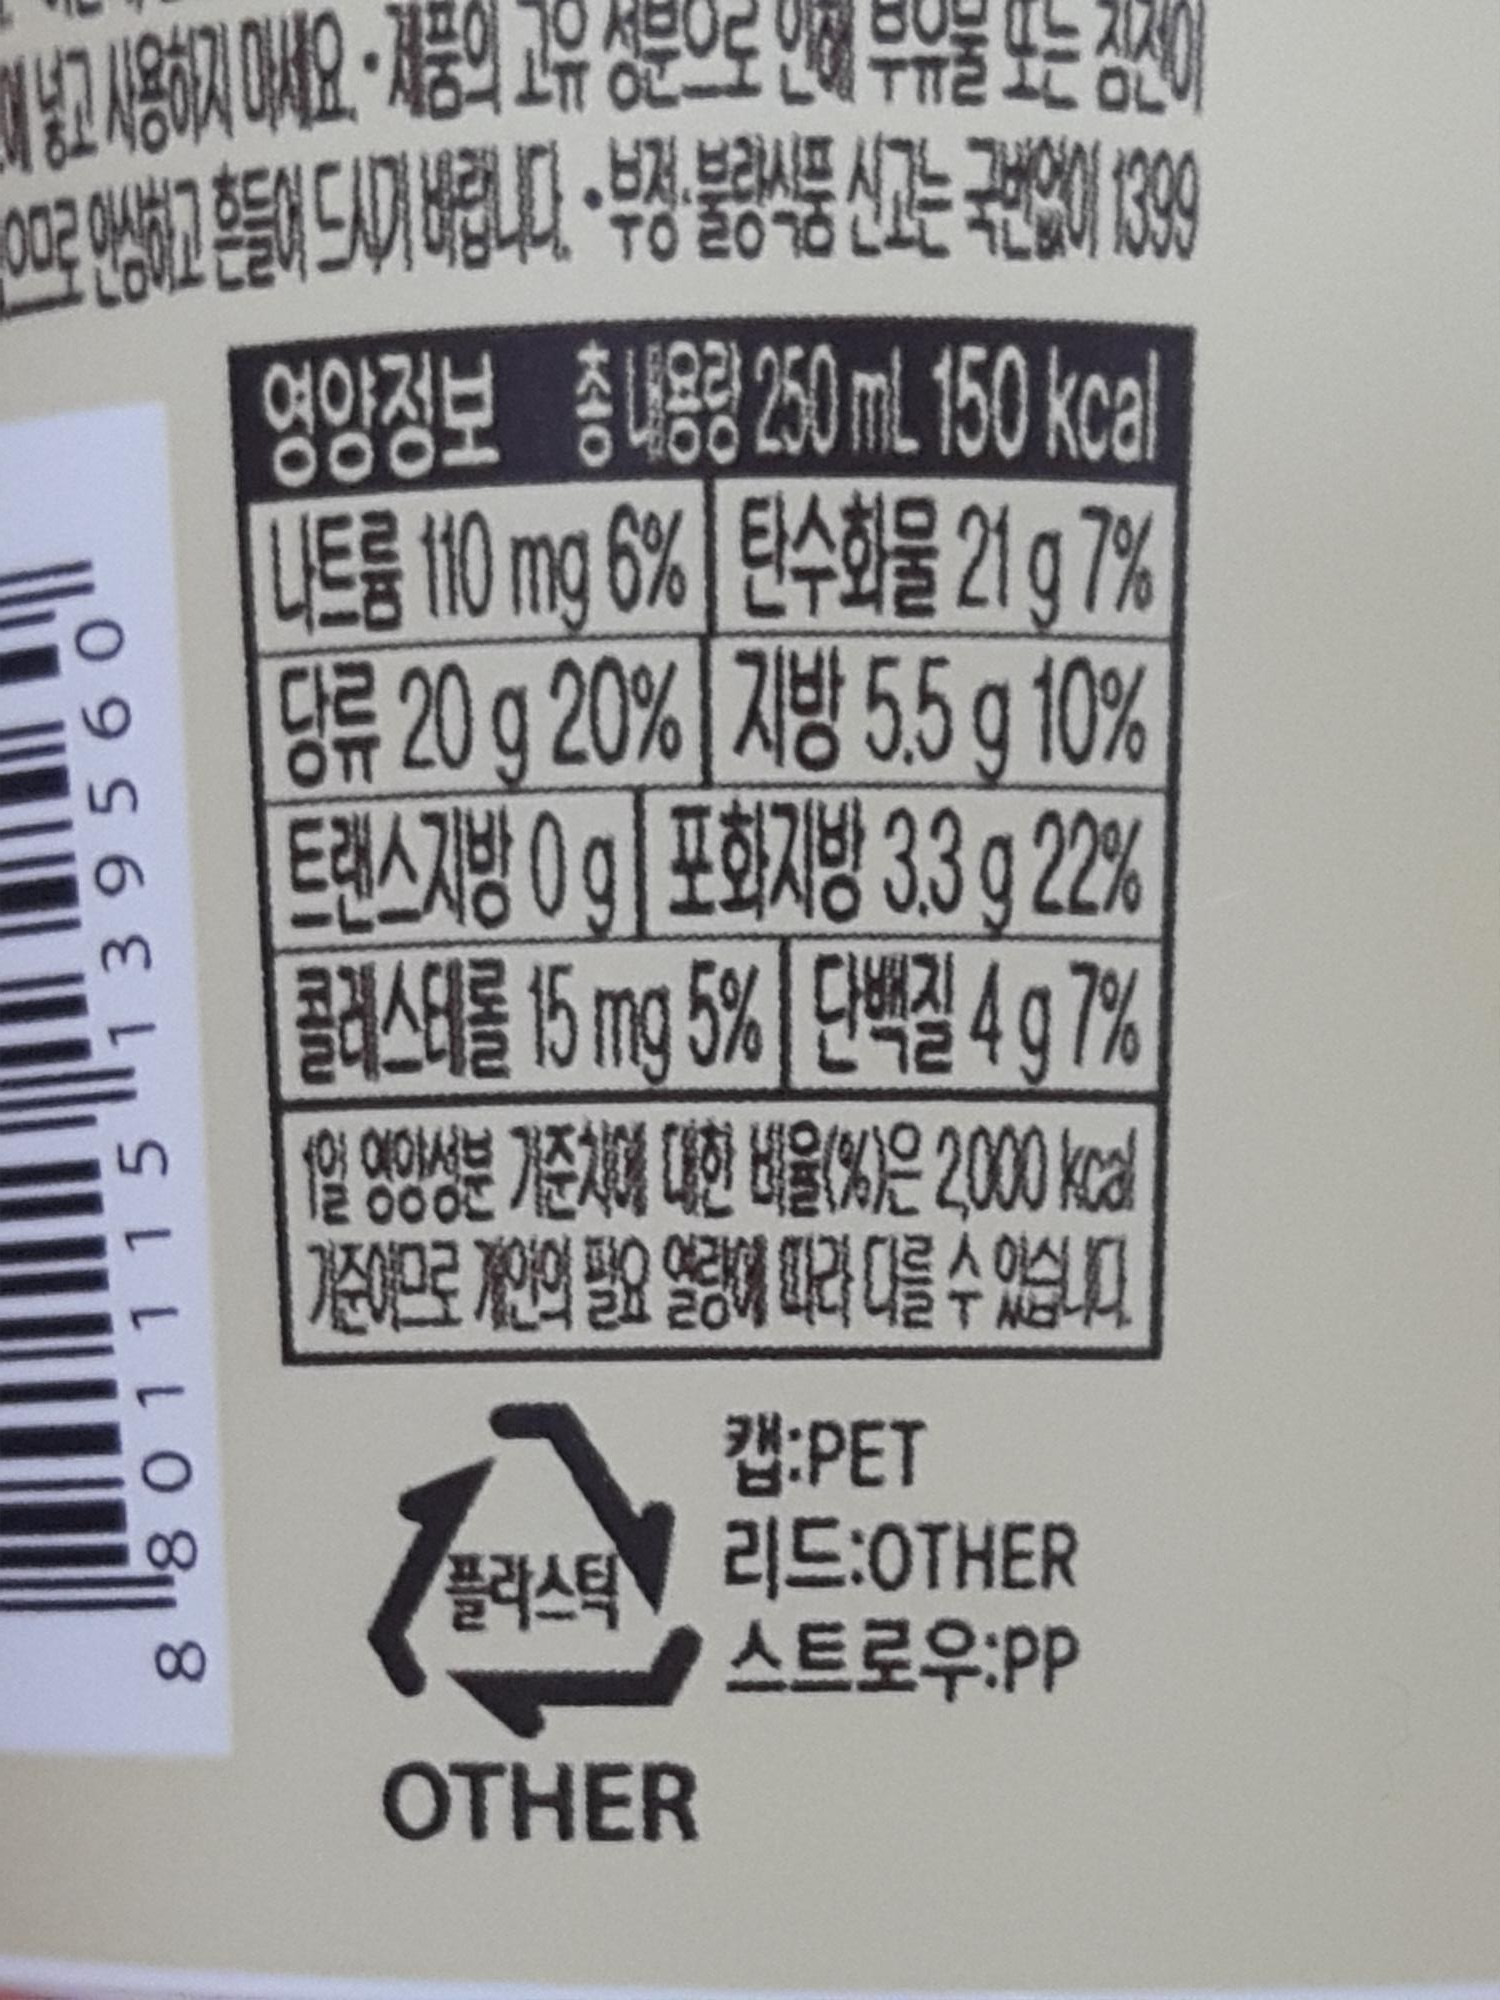 에 넣고 사용하지 마세요. • 제품의 고유 성분으로 인해 부유물 또는 침전이
으므로 안심하고 흔들어 드시기 바랍니다. • 부정·불량식품 신고는 국번없이 1399
영양정보 총 내용량 250 mL 150 kcal
나트륨 110 mg 6% 탄수화물 21 g 7%
당류 20 g 20% 지방 5.5 g 10%
트랜스지방 0 g 포화지방 3.3 g 22%
콜레스테롤 15 mg 5% 단백질 4 g 7%
1일 영양성분 기준치에 대한 비율(%)은 2,000 kcal
기준이므로 개인의 필요 열량에 따라 다를 수 있습니다.
플라스틱
OTHER
캡:PET
리드:OTHER
스트로우:PP
8 801115 139560